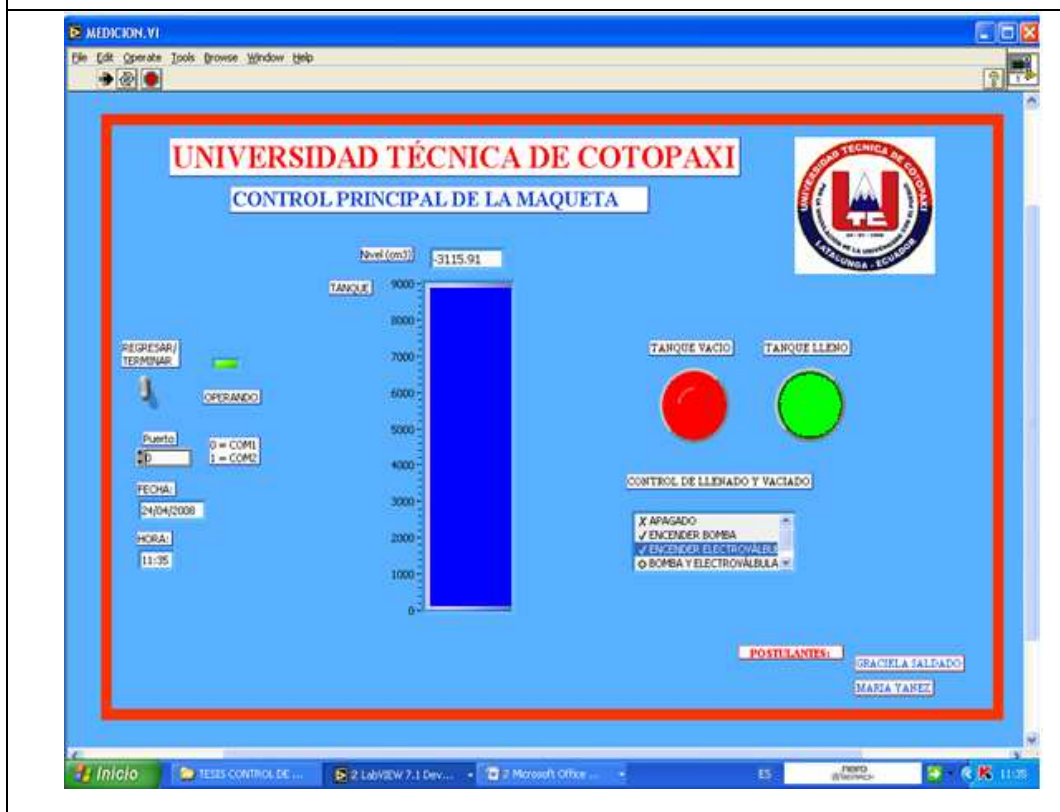 MEDICION.VI
File Edit Operate Tools Browse Window Help
UNIVERSIDAD TÉCNICA DE COTOPAXI
CONTROL PRINCIPAL DE LA MAQUETA
UNIVERSIDAD TECNICA DE COTOPAXI
UTC
LATACUNGA - ECUADOR
Nivel (cm3)
-3115.91
TANQUE
9000
8000
7000
6000
5000
4000
3000
2000
1000
0
REGRESAR/
TERMINAR
OPERANDO
Puerto
0
0 = COM1
1 = COM2
FECHA:
24/04/2008
HORA:
11:35
TANQUE VACIO
TANQUE LLENO
CONTROL DE LLENADO Y VACIADO
X APAGADO
√ ENCENDER BOMBA
√ ENCENDER ELECTROVÁLBU
BOMBA Y ELECTROVÁLBULA
POSTULANTES:
GRACIELA SALDADO
MARIA YANEZ
Inicio
TESIS CONTROL DE ...
2 LabVIEW 7.1 Dev...
2 Microsoft Office ...
ES
nero
11:35